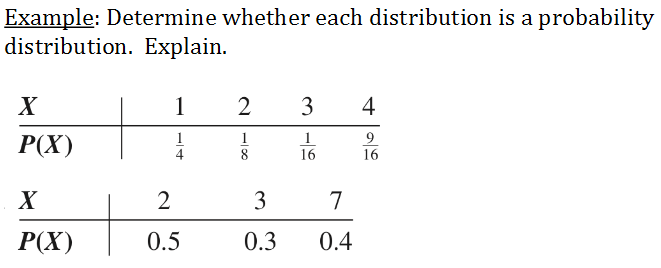 Example: Determine whether each distribution is a probability
distribution. Explain.
X 1 2 3 4
P(X) 1/4 1/8 1/16 9/16
X 2 3 7
P(X) 0.5 0.3 0.4